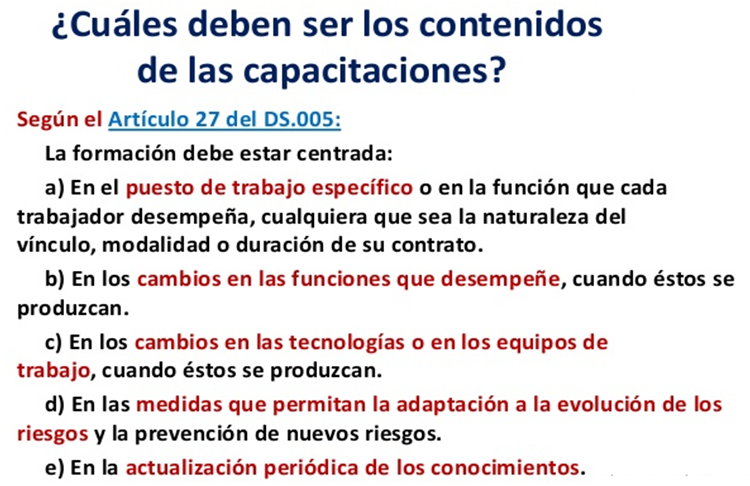 ¿Cuáles deben ser los contenidos
de las capacitaciones?
Según el Artículo 27 del DS.005:
La formación debe estar centrada:
a) En el puesto de trabajo específico o en la función que cada
trabajador desempeña, cualquiera que sea la naturaleza del
vínculo, modalidad o duración de su contrato.
b) En los cambios en las funciones que desempeñe, cuando éstos se
produzcan.
c) En los cambios en las tecnologías o en los equipos de
trabajo, cuando éstos se produzcan.
d) En las medidas que permitan la adaptación a la evolución de los
riesgos y la prevención de nuevos riesgos.
e) En la actualización periódica de los conocimientos.